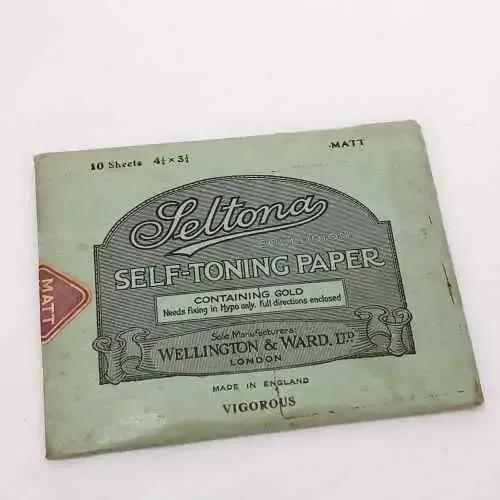 10 Sheets 4¼ × 3¼ MATT
Seltona
SELF-TONING PAPER
CONTAINING GOLD
Needs fixing in Hypo only. Full directions enclosed
MATT
Sole Manufacturers:
WELLINGTON & WARD, LTD
LONDON
MADE IN ENGLAND
VIGOROUS